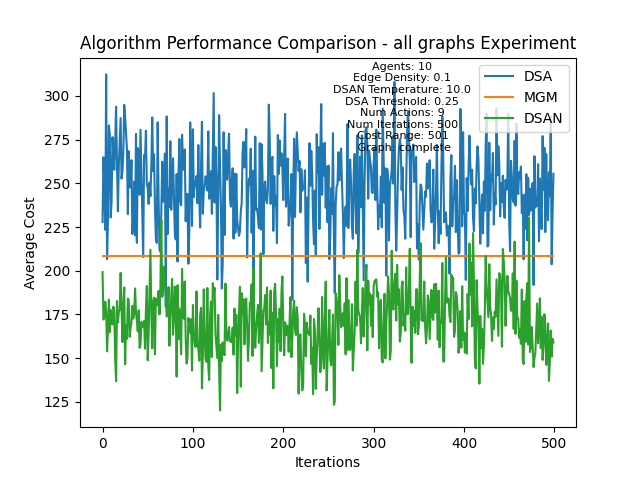 Algorithm Performance Comparison - all graphs Experiment
Agents: 10
Edge Density: 0.1
DSAN Temperature: 10.0
DSA Threshold: 0.25
Num Actions: 9
Num Iterations: 500
Cost Range: 501
Graph: complete
DSA
MGM
DSAN
Average Cost
300
275
250
225
200
175
150
125
0
100
200
300
400
500
Iterations